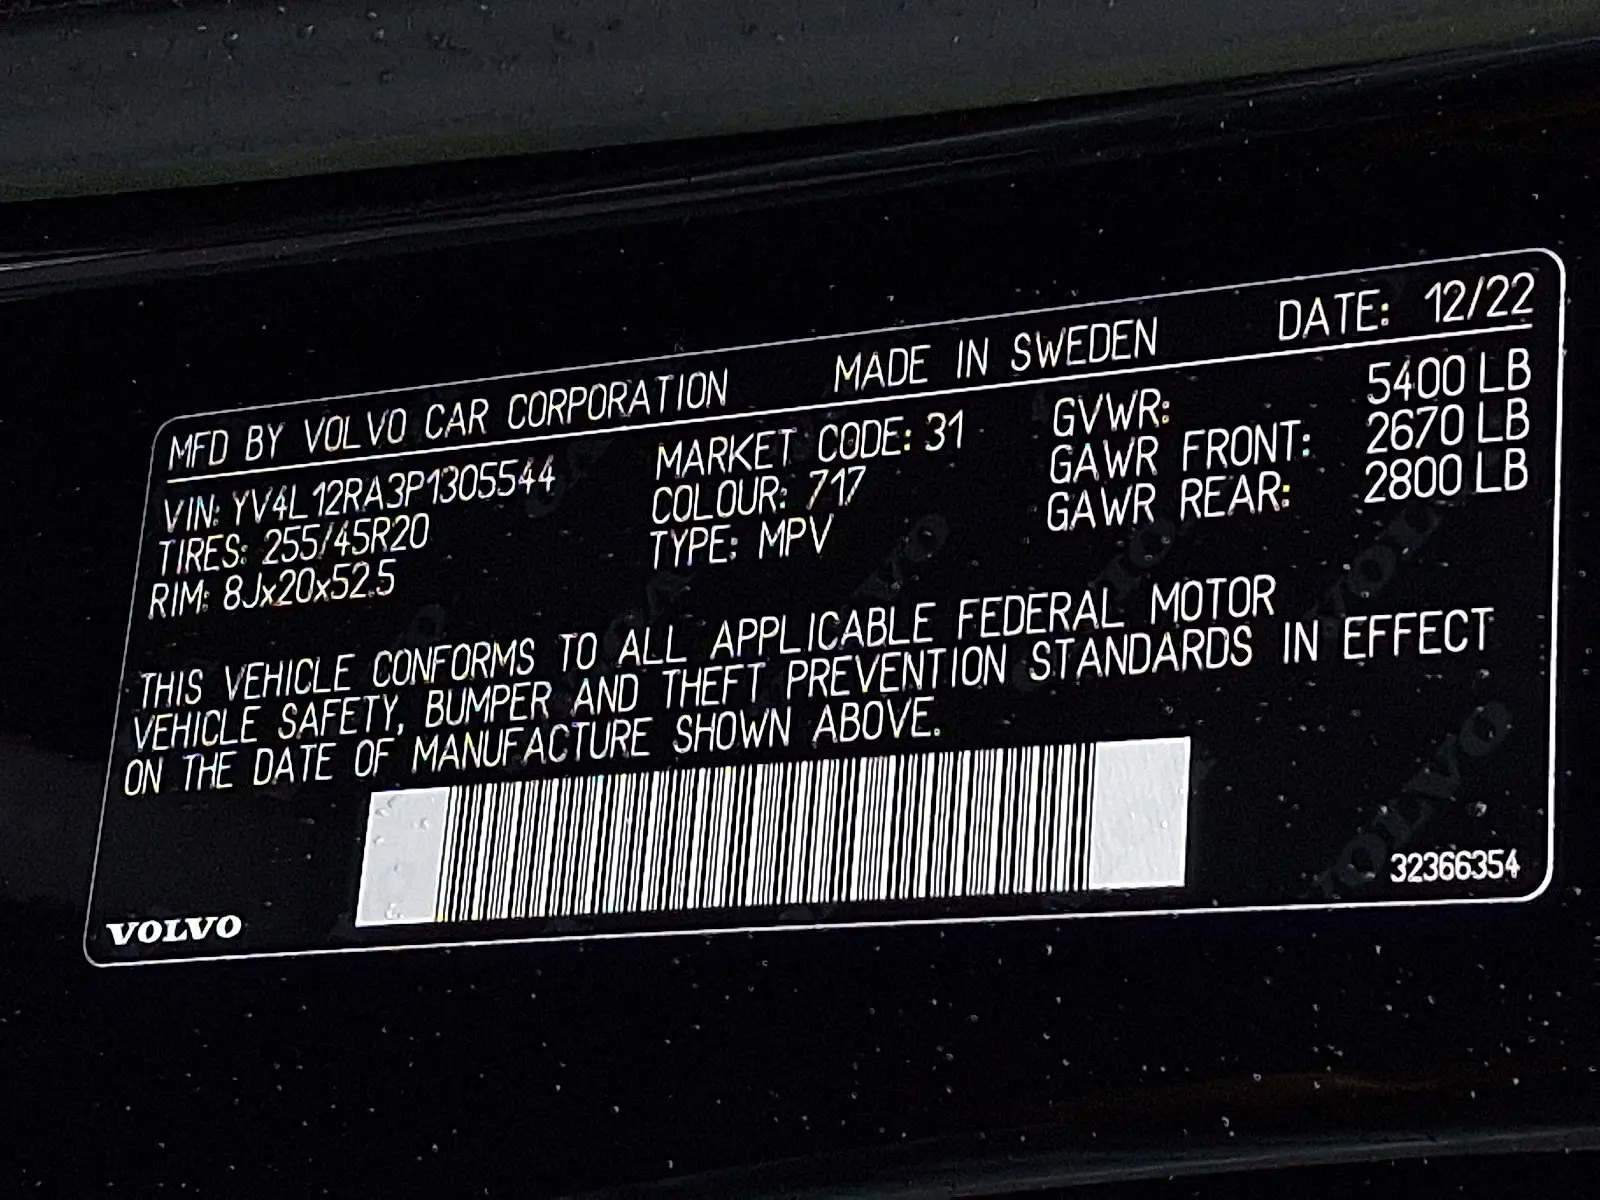 MFD BY VOLVO CAR CORPORATION MADE IN SWEDEN DATE: 12/22
VIN: YV4L12RA3P1305544 MARKET CODE: 31 GVWR: 5400 LB
TIRES: 255/45R20 COLOUR: 717 GAWR FRONT: 2670 LB
RIM: 8Jx20x52.5 TYPE: MPV GAWR REAR: 2800 LB
THIS VEHICLE CONFORMS TO ALL APPLICABLE FEDERAL MOTOR
VEHICLE SAFETY, BUMPER AND THEFT PREVENTION STANDARDS IN EFFECT
ON THE DATE OF MANUFACTURE SHOWN ABOVE.
VOLVO 32366354